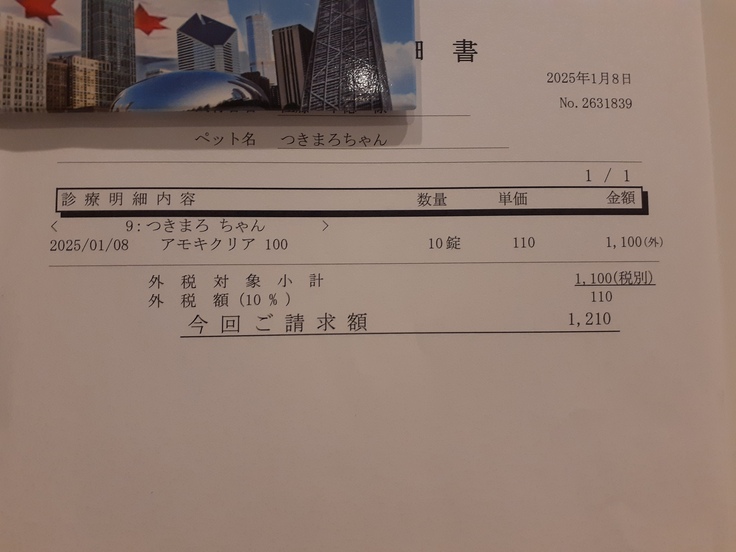 書
2025年1月8日
No.2631839
ペット名 つきまろちゃん
1 / 1
診療明細内容 数量 単価 金額
< 9:つきまろ ちゃん >
2025/01/08 アモキクリア 100 10錠 110 1,100(外)
外税対象小計 1,100(税別)
外税額(10%) 110
今回ご請求額 1,210